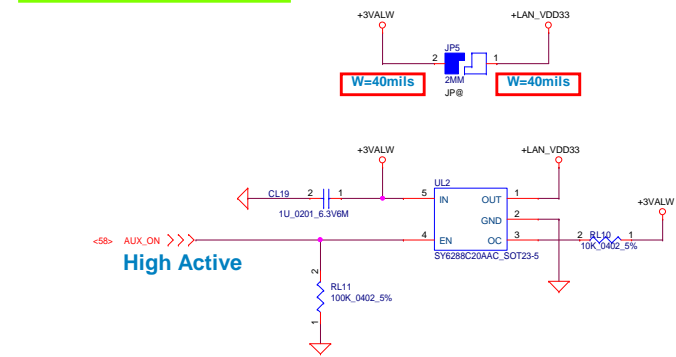 +3VALW +LAN_VDD33
JP5
2 1
W=40mils 2MM W=40mils
JP@
+3VALW +LAN_VDD33
UL2
+3VALW
CL19 2 1 5 IN OUT 1
1U_0201_6.3V6M
GND 2
<58> AUX_ON 4 EN OC 3 2 RL10 1
10K_0402_5%
SY6288C20AAC_SOT23-5
High Active
2
RL11
100K_0402_5%
1